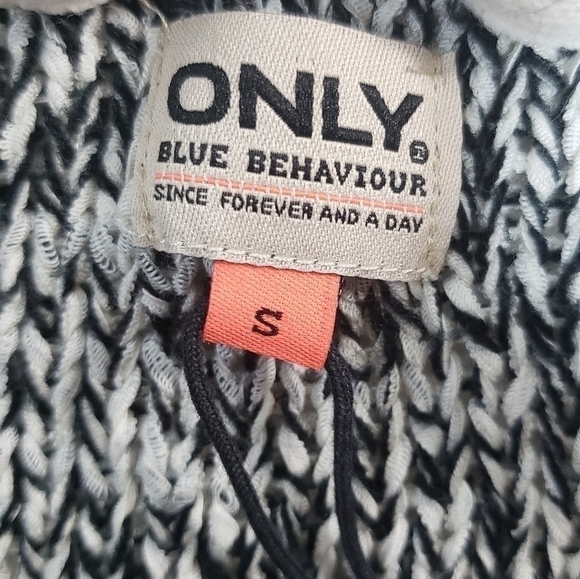 ONLY®
BLUE BEHAVIOUR
SINCE FOREVER AND A DAY
S